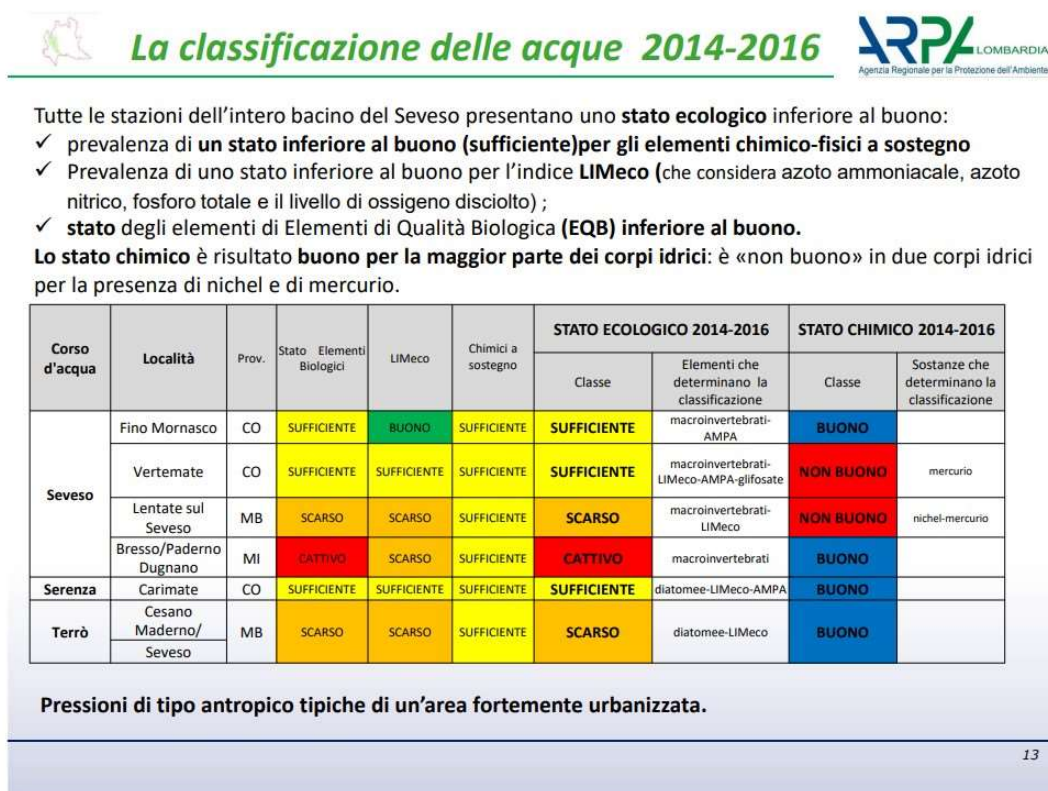 La classificazione delle acque 2014-2016
ARPA LOMBARDIA
Agenzia Regionale per la Protezione dell'Ambiente
Tutte le stazioni dell'intero bacino del Seveso presentano uno stato ecologico inferiore al buono:
✓ prevalenza di un stato inferiore al buono (sufficiente)per gli elementi chimico-fisici a sostegno
✓ Prevalenza di uno stato inferiore al buono per l'indice LIMeco (che considera azoto ammoniacale, azoto
nitrico, fosforo totale e il livello di ossigeno disciolto) ;
✓ stato degli elementi di Elementi di Qualità Biologica (EQB) inferiore al buono.
Lo stato chimico è risultato buono per la maggior parte dei corpi idrici: è «non buono» in due corpi idrici
per la presenza di nichel e di mercurio.
Corso
d'acqua
Località
Prov.
Stato Elementi
Biologici
LIMeco
Chimici a
sostegno
STATO ECOLOGICO 2014-2016
STATO CHIMICO 2014-2016
Classe
Elementi che
determinano la
classificazione
Classe
Sostanze che
determinano la
classificazione
Seveso
Fino Mornasco
CO
SUFFICIENTE
BUONO
SUFFICIENTE
SUFFICIENTE
macroinvertebrati-
AMPA
BUONO
Vertemate
CO
SUFFICIENTE
SUFFICIENTE
SUFFICIENTE
SUFFICIENTE
macroinvertebrati-
LIMeco-AMPA-glifosate
NON BUONO
mercurio
Lentate sul
Seveso
MB
SCARSO
SCARSO
SUFFICIENTE
SCARSO
macroinvertebrati-
LIMeco
NON BUONO
nichel-mercurio
Bresso/Paderno
Dugnano
MI
CATTIVO
SCARSO
SUFFICIENTE
CATTIVO
macroinvertebrati
BUONO
Serenza
Carimate
CO
SUFFICIENTE
SUFFICIENTE
SUFFICIENTE
SUFFICIENTE
diatomee-LIMeco-AMPA
BUONO
Terrò
Cesano
Maderno/
Seveso
MB
SCARSO
SCARSO
SUFFICIENTE
SCARSO
diatomee-LIMeco
BUONO
Pressioni di tipo antropico tipiche di un'area fortemente urbanizzata.
13